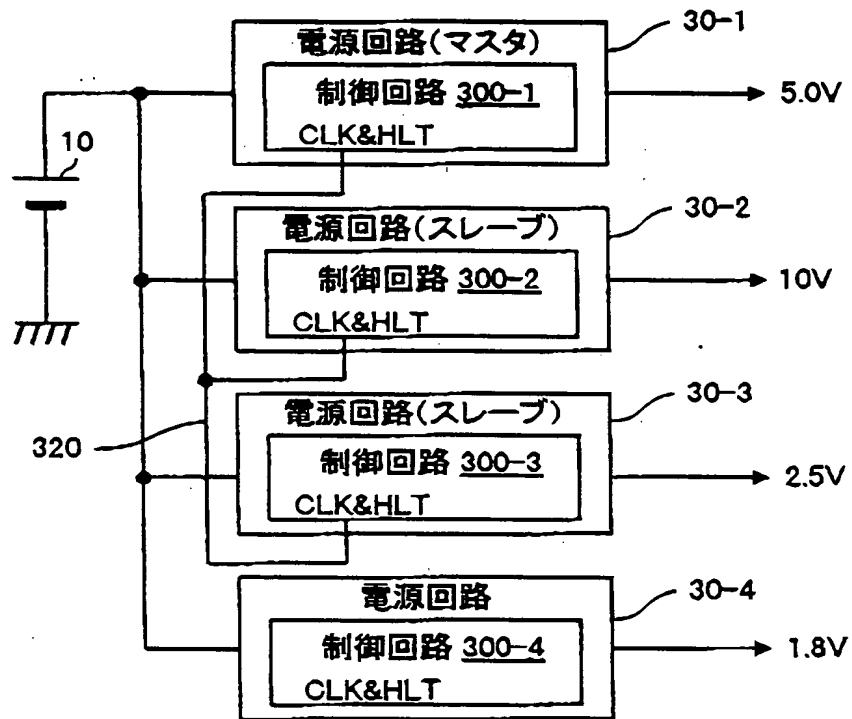 電源回路(マスタ)
30-1
制御回路 300-1
CLK&HLT
5.0V
10
電源回路(スレーブ)
30-2
制御回路 300-2
CLK&HLT
10V
電源回路(スレーブ)
30-3
320
制御回路 300-3
CLK&HLT
2.5V
電源回路
30-4
制御回路 300-4
CLK&HLT
1.8V